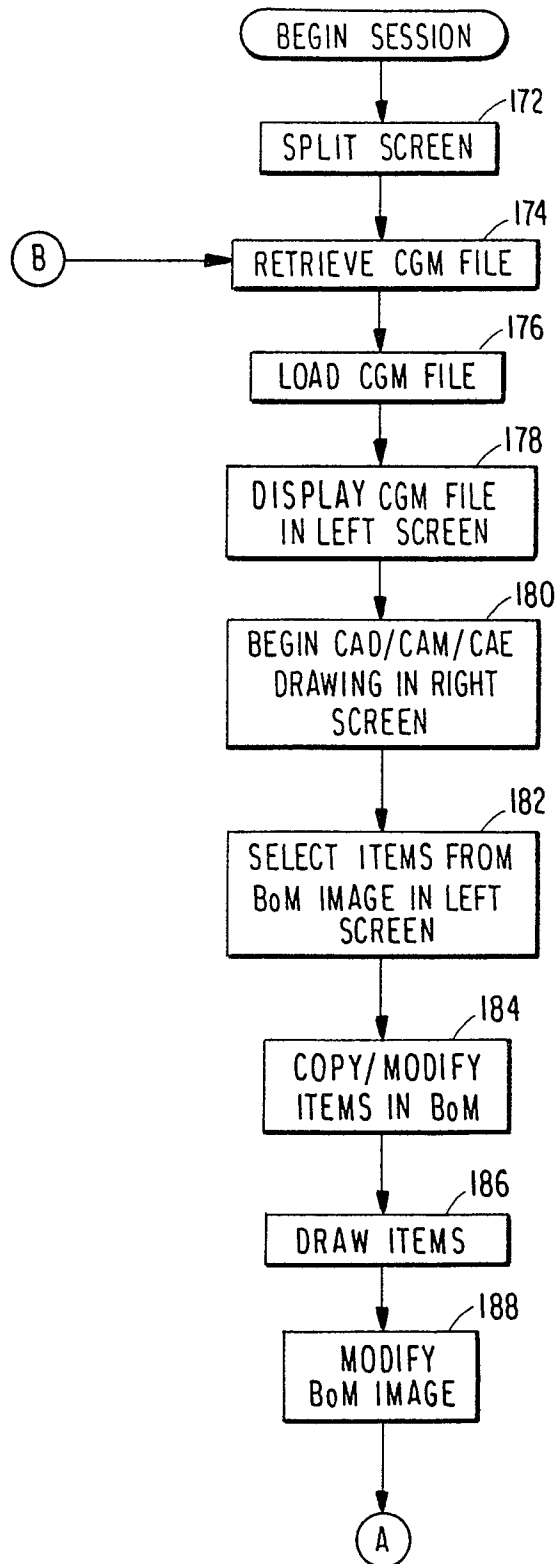 BEGIN SESSION
172
SPLIT SCREEN
174
B
RETRIEVE CGM FILE
176
LOAD CGM FILE
178
DISPLAY CGM FILE
IN LEFT SCREEN
180
BEGIN CAD/CAM/CAE
DRAWING IN RIGHT
SCREEN
182
SELECT ITEMS FROM
BoM IMAGE IN LEFT
SCREEN
184
COPY/MODIFY
ITEMS IN BoM
186
DRAW ITEMS
188
MODIFY
BoM IMAGE
A